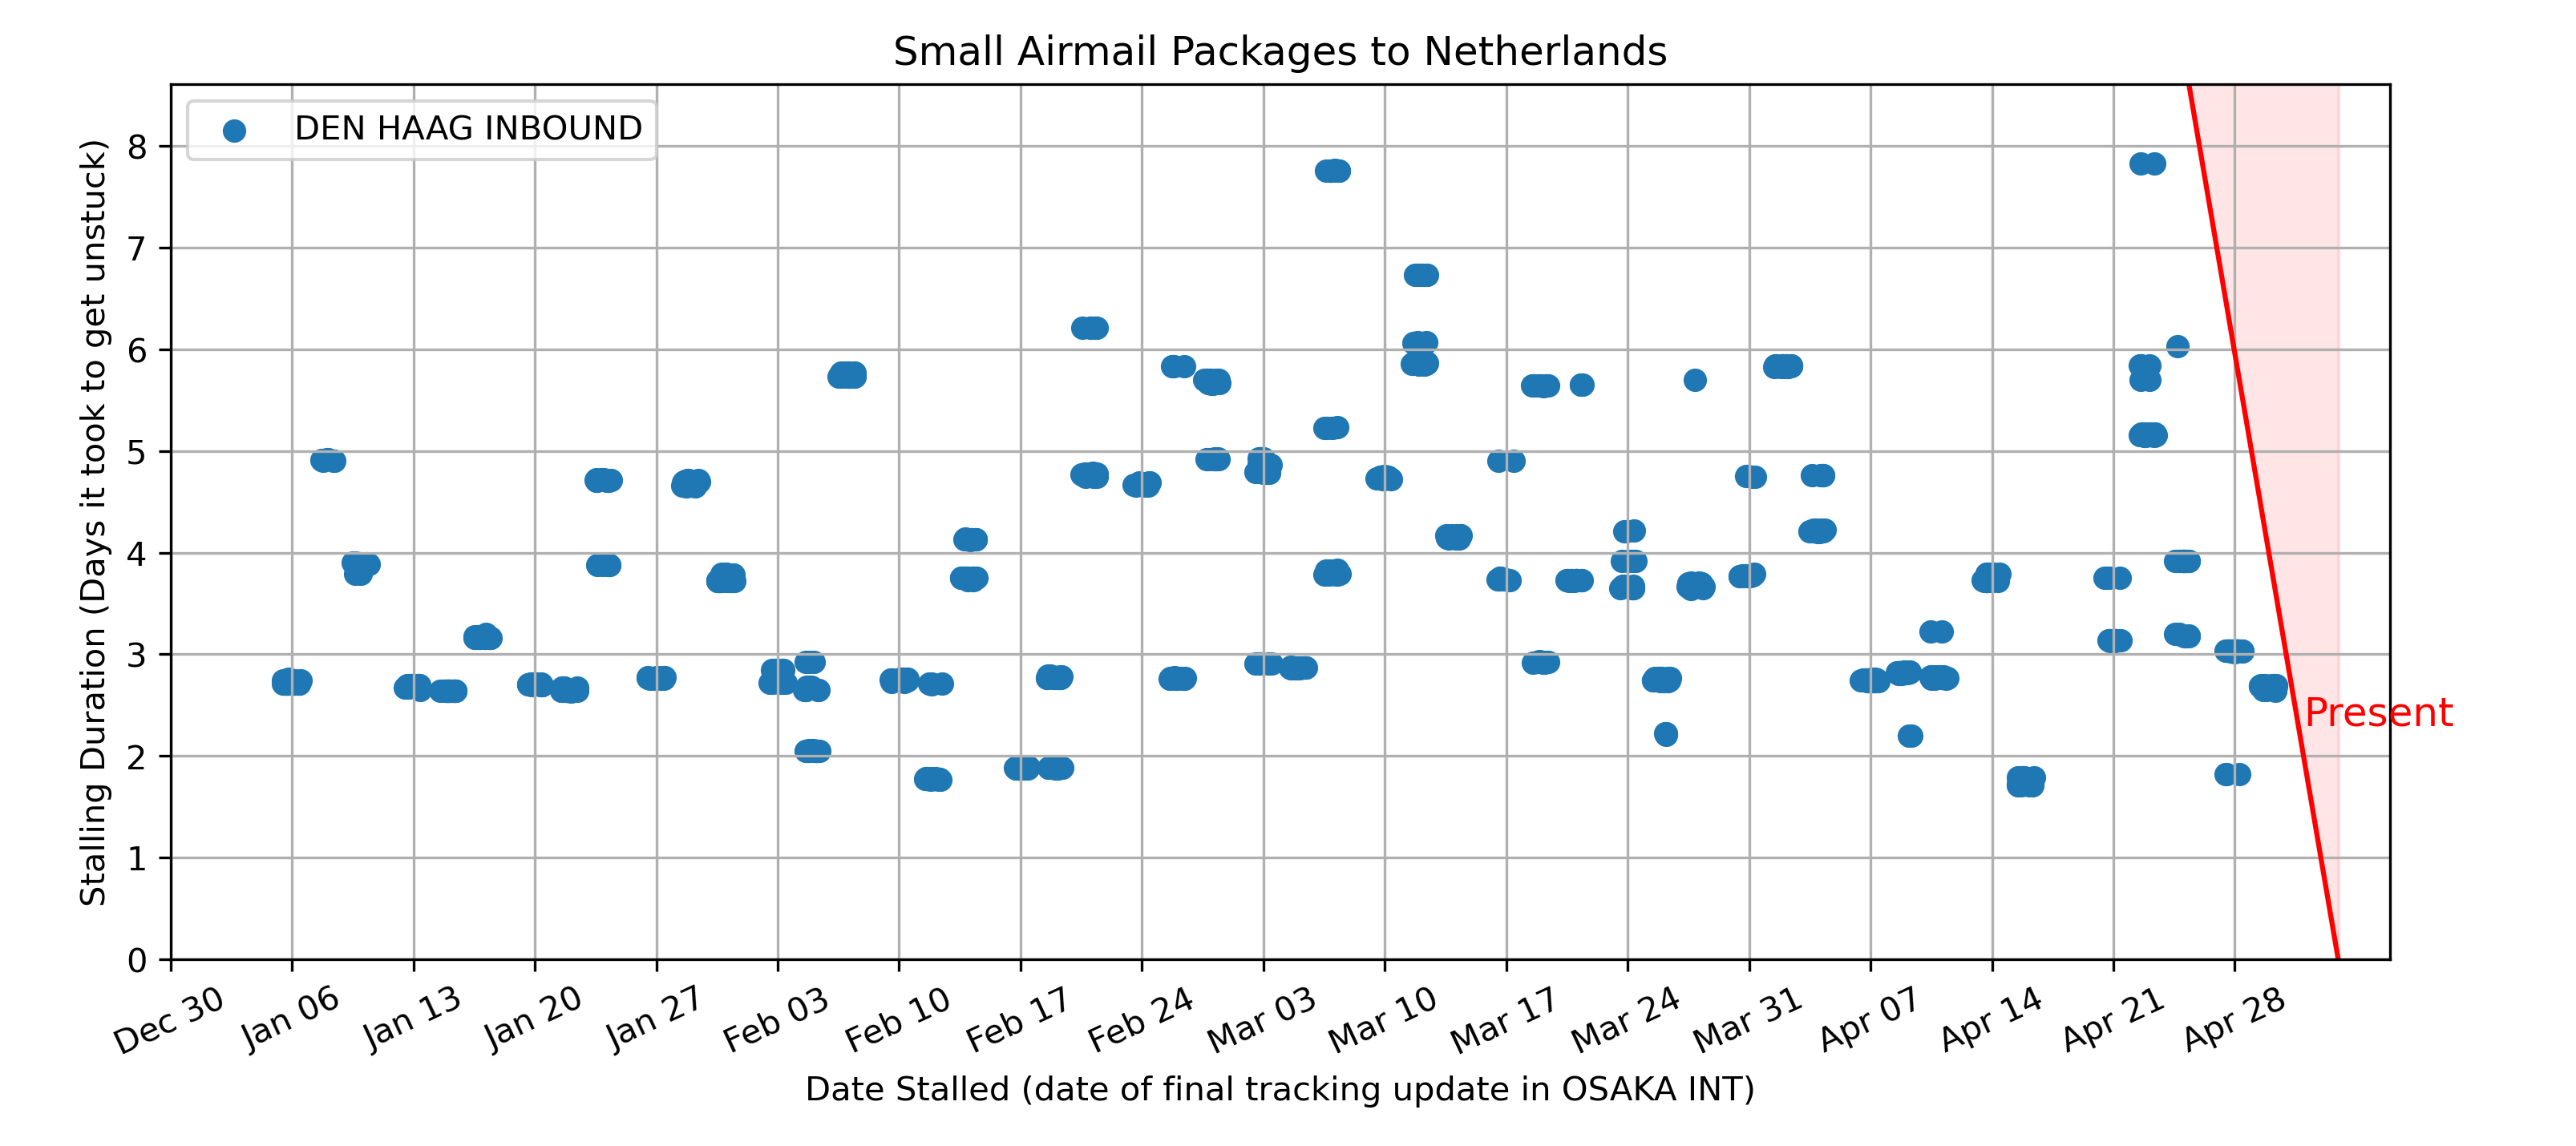 Small Airmail Packages to Netherlands
DEN HAAG INBOUND
Stalling Duration (Days it took to get unstuck)
8
7
6
5
4
3
2
1
0
Present
Dec 30
Jan 06
Jan 13
Jan 20
Jan 27
Feb 03
Feb 10
Feb 17
Feb 24
Mar 03
Mar 10
Mar 17
Mar 24
Mar 31
Apr 07
Apr 14
Apr 21
Apr 28
Date Stalled (date of final tracking update in OSAKA INT)